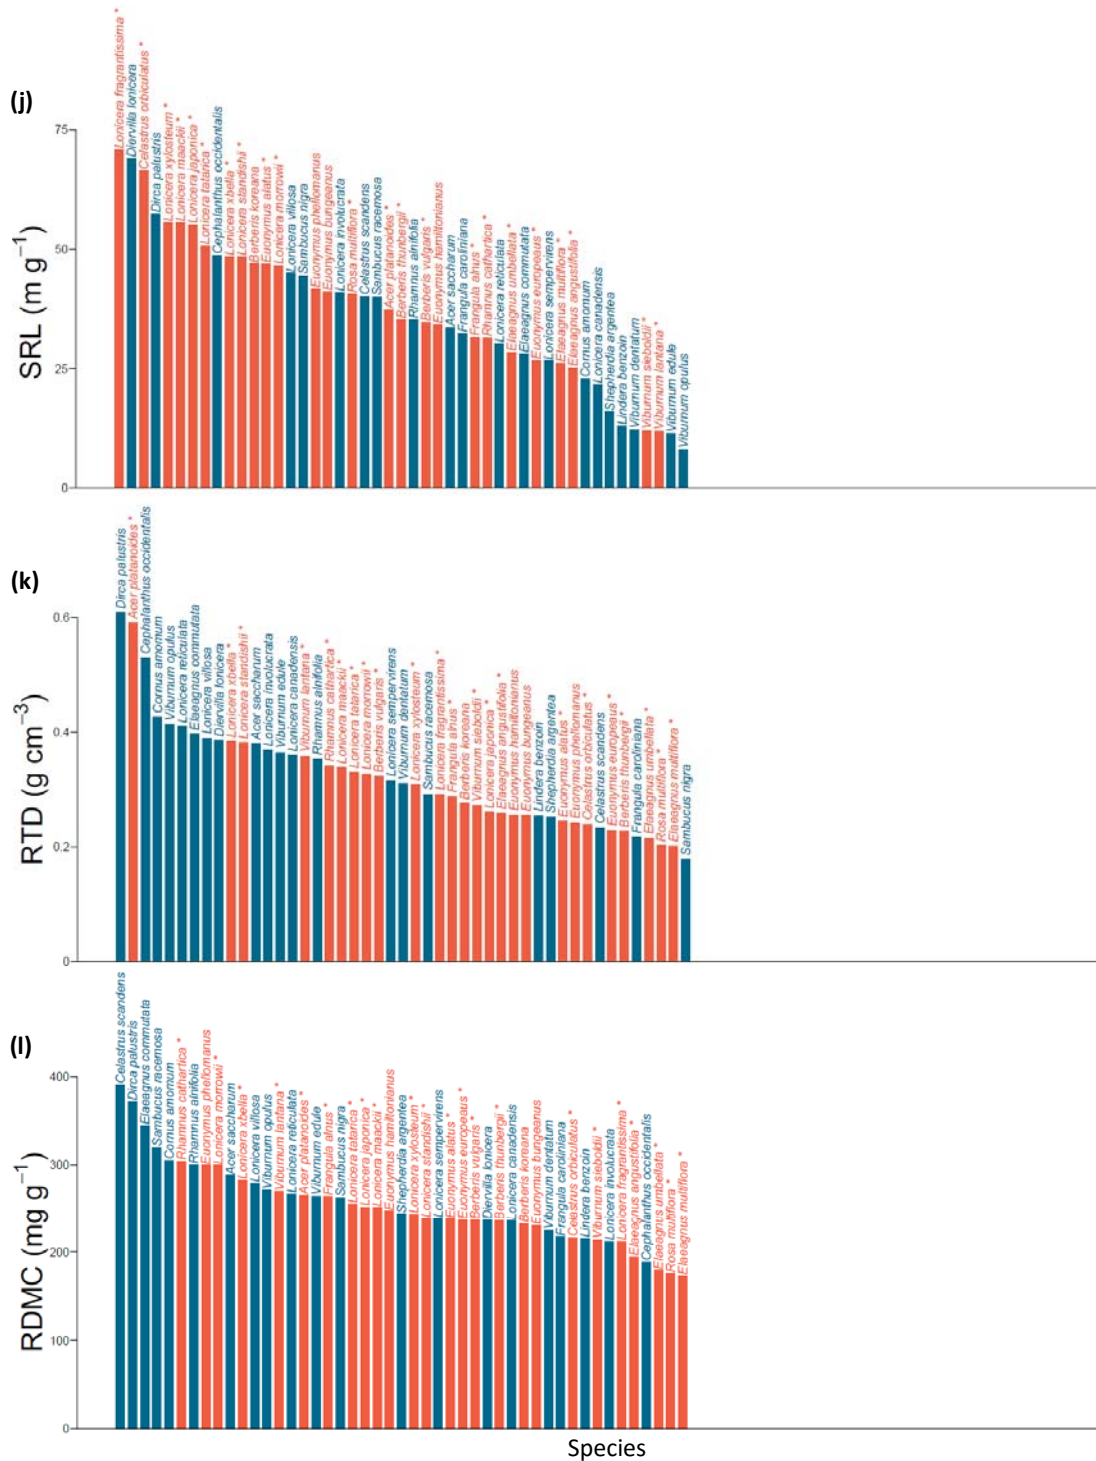 (j)
SRL (m g⁻¹)
75
50
25
0
Lonicera fragrantissima *
Diervilla lonicera
Celastrus orbiculatus *
Dirca palustris
Lonicera xylosteum *
Lonicera maackii *
Lonicera japonica *
Lonicera tatarica *
Cephalanthus occidentalis
Lonicera xbella *
Lonicera standishii *
Berberis koreana
Euonymus alatus *
Lonicera morrowii *
Lonicera villosa
Sambucus nigra
Euonymus phellomanus
Euonymus bungeanus
Lonicera involucrata
Rosa multiflora *
Celastrus scandens
Sambucus racemosa
Acer platanoides *
Berberis thunbergii *
Rhamnus alnifolia
Berberis vulgaris *
Euonymus hamiltonianus
Acer saccharum
Frangula caroliniana
Frangula alnus *
Rhamnus cathartica *
Lonicera reticulata
Elaeagnus umbellata *
Elaeagnus commutata
Euonymus europaeus *
Lonicera sempervirens
Elaeagnus multiflora *
Elaeagnus angustifolia *
Cornus amomum
Lonicera canadensis
Shepherdia argentea
Lindera benzoin
Viburnum dentatum
Viburnum sieboldii *
Viburnum lantana *
Viburnum edule
Viburnum opulus
(k)
RTD (g cm⁻³)
0.6
0.4
0.2
0
Dirca palustris
Acer platanoides *
Cephalanthus occidentalis
Cornus amomum
Viburnum opulus
Lonicera reticulata
Elaeagnus commutata
Lonicera villosa
Diervilla lonicera
Lonicera xbella *
Lonicera standishii *
Acer saccharum
Lonicera involucrata
Viburnum edule
Lonicera canadensis
Viburnum lantana *
Rhamnus alnifolia
Rhamnus cathartica *
Lonicera maackii *
Lonicera tatarica *
Lonicera morrowii *
Berberis vulgaris *
Lonicera sempervirens
Viburnum dentatum
Lonicera xylosteum *
Sambucus racemosa
Lonicera fragrantissima *
Frangula alnus *
Berberis koreana
Viburnum sieboldii *
Lonicera japonica
Elaeagnus angustifolia *
Euonymus hamiltonianus
Euonymus bungeanus
Lindera benzoin
Shepherdia argentea
Euonymus alatus *
Euonymus phellomanus
Celastrus orbiculatus *
Celastrus scandens
Euonymus europaeus *
Berberis thunbergii *
Frangula caroliniana
Elaeagnus umbellata *
Rosa multiflora *
Elaeagnus multiflora *
Sambucus nigra
(l)
RDMC (mg g⁻¹)
400
300
200
100
0
Celastrus scandens
Dirca palustris
Elaeagnus commutata
Sambucus racemosa
Cornus amomum
Rhamnus cathartica *
Rhamnus alnifolia
Euonymus phellomanus
Lonicera morrowii *
Acer saccharum
Lonicera xbella *
Lonicera villosa
Viburnum opulus
Viburnum lantana *
Lonicera reticulata
Acer platanoides *
Viburnum edule
Frangula alnus *
Sambucus nigra
Lonicera tatarica *
Lonicera japonica *
Lonicera maackii *
Euonymus hamiltonianus
Shepherdia argentea
Lonicera xylosteum *
Lonicera standishii *
Lonicera sempervirens
Euonymus alatus *
Euonymus europaeus *
Berberis vulgaris *
Diervilla lonicera
Berberis thunbergii *
Lonicera canadensis
Berberis koreana
Euonymus bungeanus
Viburnum dentatum
Frangula caroliniana
Celastrus orbiculatus *
Lindera benzoin
Viburnum sieboldii *
Lonicera involucrata
Lonicera fragrantissima *
Elaeagnus angustifolia *
Cephalanthus occidentalis
Elaeagnus umbellata *
Rosa multiflora *
Elaeagnus multiflora *
Species